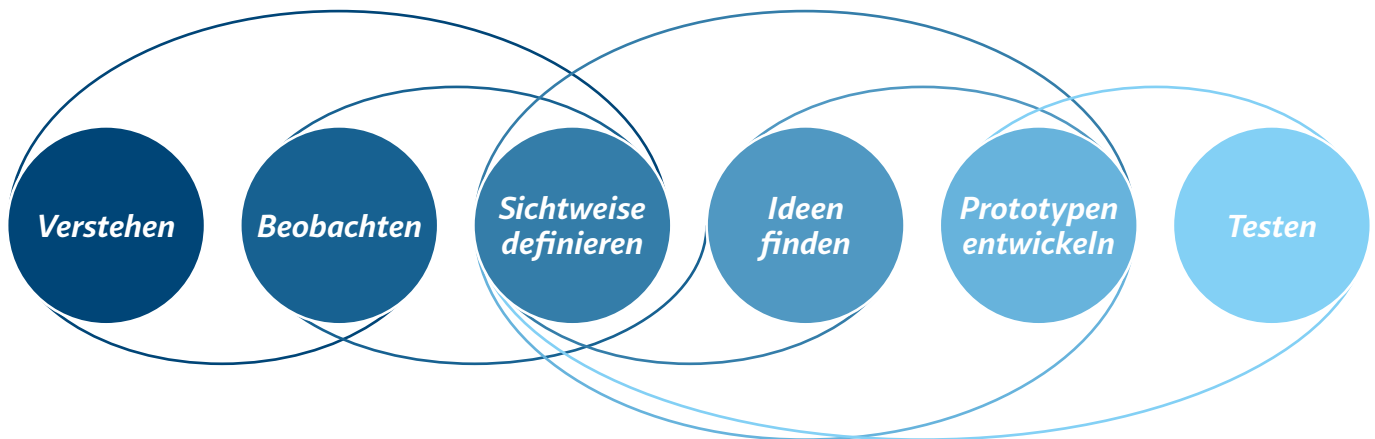 Verstehen
Beobachten
Sichtweise
definieren
Ideen
finden
Prototypen
entwickeln
Testen